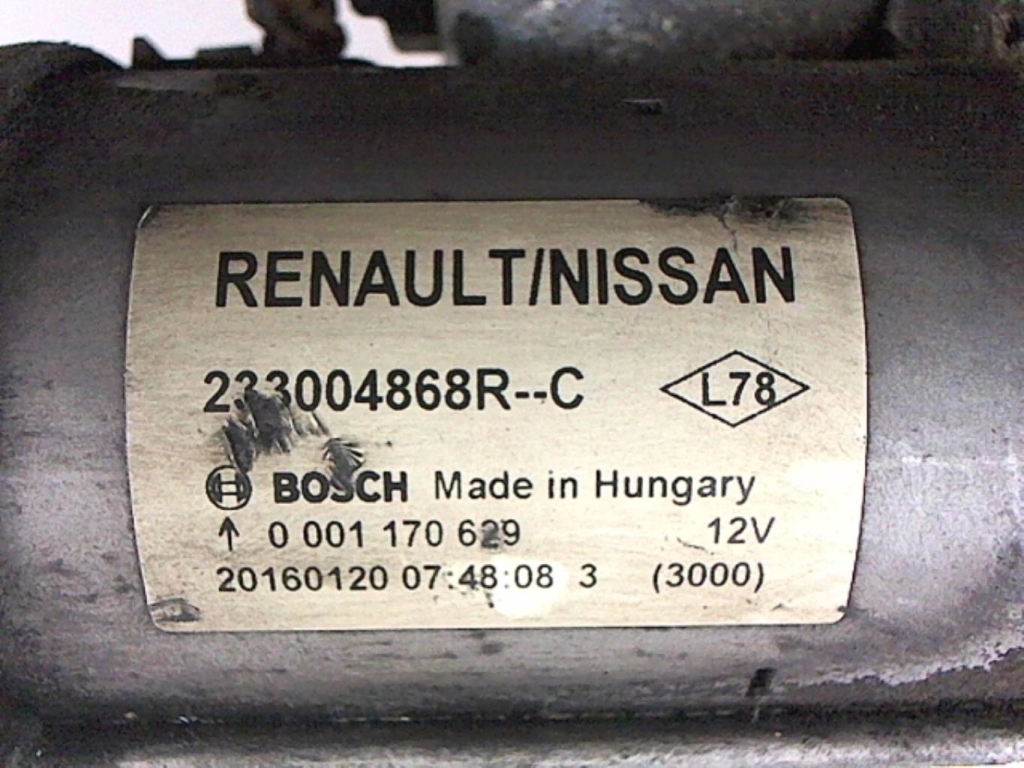 RENAULT/NISSAN
233004868R--C L78
BOSCH Made in Hungary
↑ 0 001 170 629 12V
20160120 07:48:08 3 (3000)